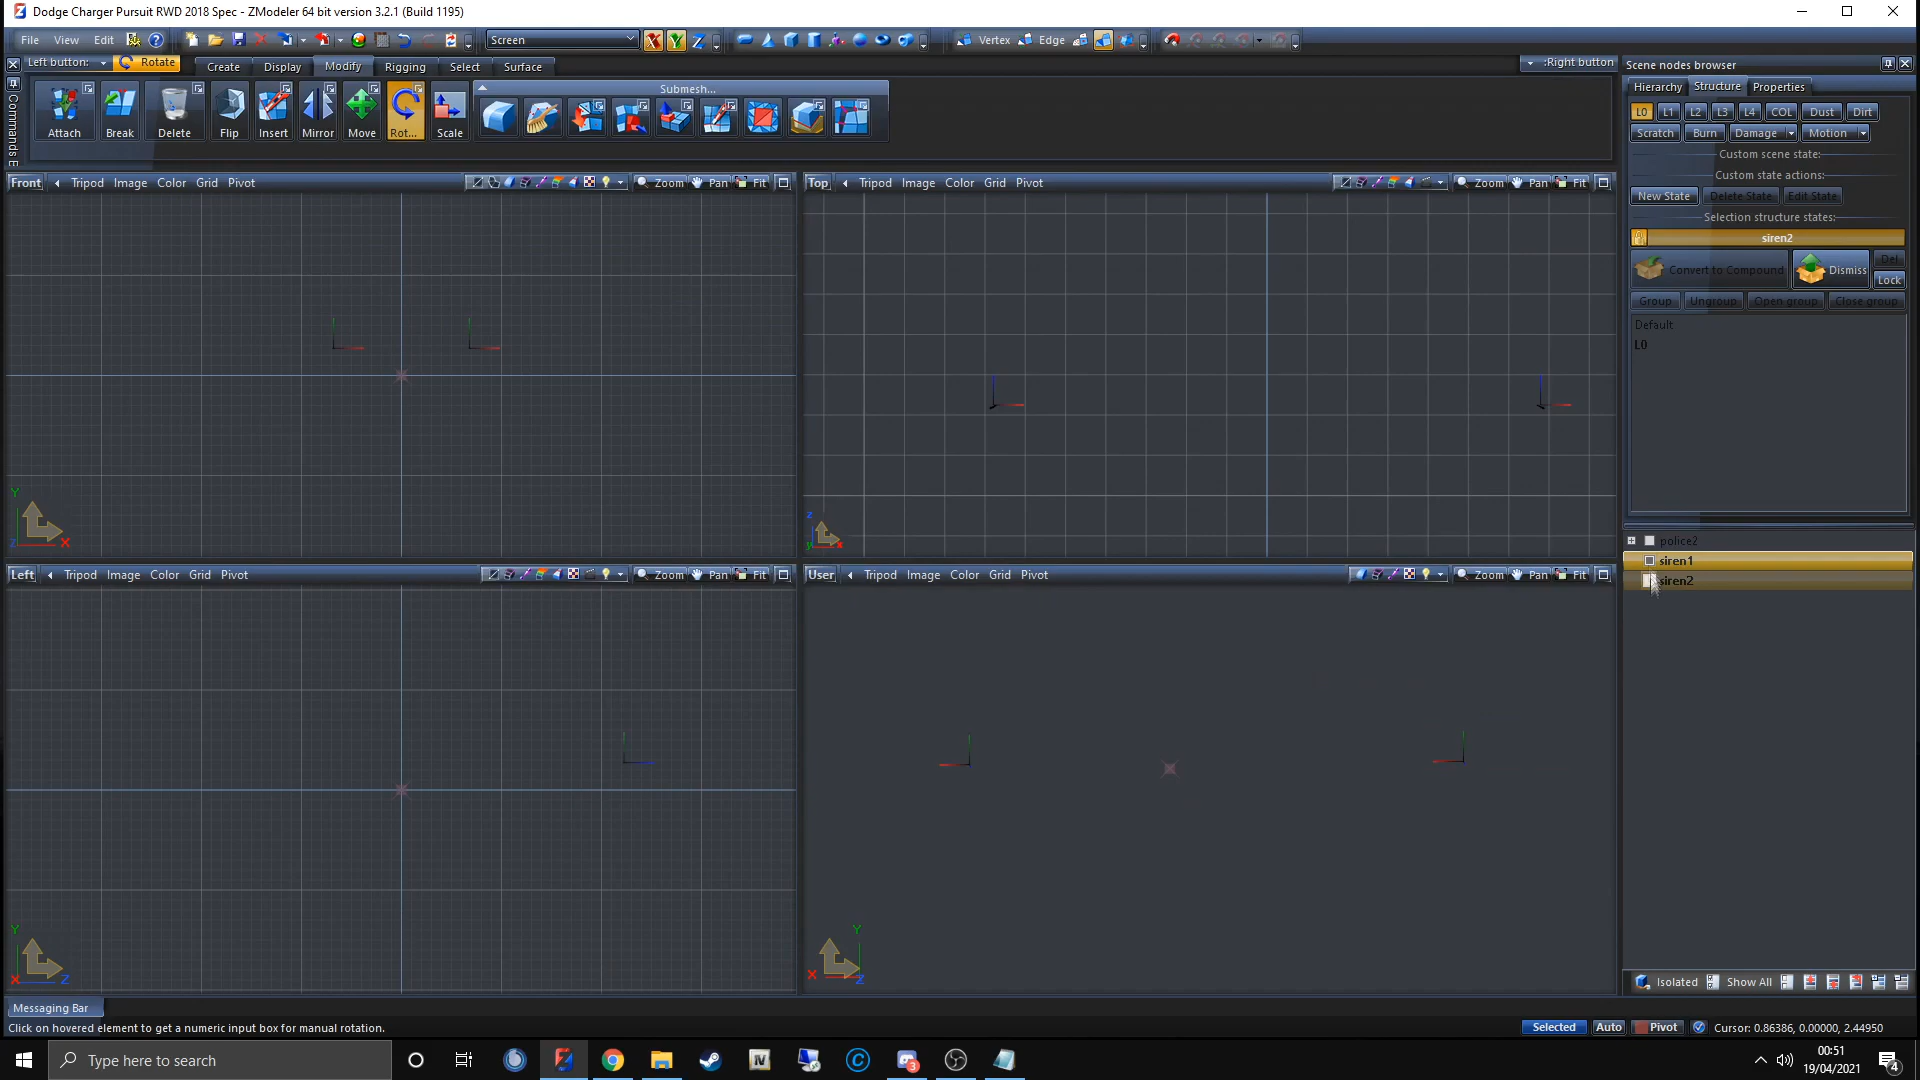 Dodge Charger Pursuit RWD 2018 Spec - ZModeler 64 bit version 3.2.1 (Build 1195)
File View Edit Screen X Y Z Vertex Edge
Left button: Rotate Create Display Modify Rigging Select Surface :Right button
Commands
Attach Break Delete Flip Insert Mirror Move Rot... Scale
Submesh...
Front Tripod Image Color Grid Pivot Zoom Pan Fit
Top Tripod Image Color Grid Pivot Zoom Pan Fit
Left Tripod Image Color Grid Pivot Zoom Pan Fit
User Tripod Image Color Grid Pivot Zoom Pan Fit
Scene nodes browser
Hierarchy Structure Properties
L0 L1 L2 L3 L4 COL Dust Dirt
Scratch Burn Damage Motion
Custom scene state:
Custom state actions:
New State Delete State Edit State
Selection structure states:
siren2
Convert to Compound Dismiss Del
Lock
Group Ungroup Open group Close group
Default
L0
police2
siren1
siren2
Isolated Show All
Messaging Bar
Click on hovered element to get a numeric input box for manual rotation.
Selected Auto Pivot Cursor: 0.86386, 0.00000, 2.44950
Type here to search
00:51
19/04/2021
3
4